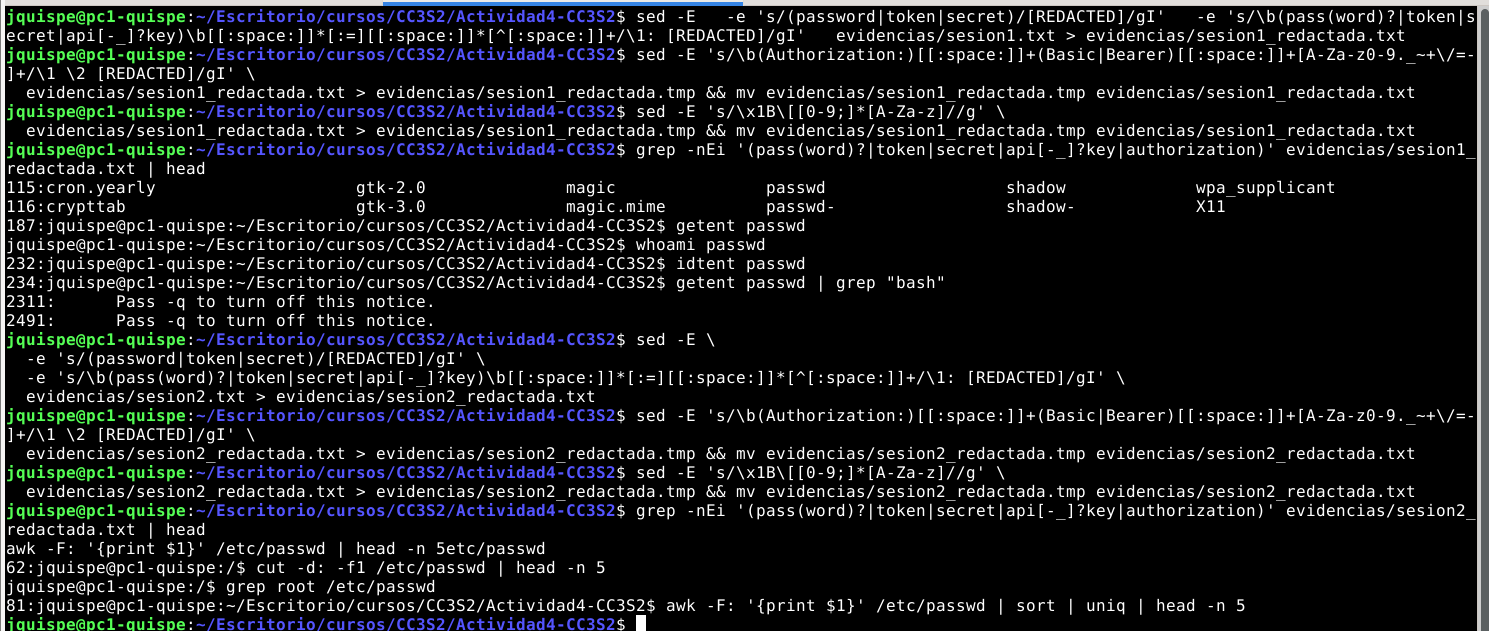 jquispe@pc1-quispe:~/Escritorio/cursos/CC3S2/Actividad4-CC3S2$ sed -E   -e 's/(password|token|secret)/[REDACTED]/gI'   -e 's/\b(pass(word)?|token|s
ecret|api[-_]?key)\b[[:space:]]*[:=][[:space:]]*[^[:space:]]+/\1: [REDACTED]/gI'   evidencias/sesion1.txt > evidencias/sesion1_redactada.txt
jquispe@pc1-quispe:~/Escritorio/cursos/CC3S2/Actividad4-CC3S2$ sed -E 's/\b(Authorization:)[[:space:]]+(Basic|Bearer)[[:space:]]+[A-Za-z0-9._~+\/=-
]+/\1 \2 [REDACTED]/gI' \
  evidencias/sesion1_redactada.txt > evidencias/sesion1_redactada.tmp && mv evidencias/sesion1_redactada.tmp evidencias/sesion1_redactada.txt
jquispe@pc1-quispe:~/Escritorio/cursos/CC3S2/Actividad4-CC3S2$ sed -E 's/\x1B\[[0-9;]*[A-Za-z]//g' \
  evidencias/sesion1_redactada.txt > evidencias/sesion1_redactada.tmp && mv evidencias/sesion1_redactada.tmp evidencias/sesion1_redactada.txt
jquispe@pc1-quispe:~/Escritorio/cursos/CC3S2/Actividad4-CC3S2$ grep -nEi '(pass(word)?|token|secret|api[-_]?key|authorization)' evidencias/sesion1_
redactada.txt | head
115:cron.yearly                    gtk-2.0              magic               passwd                  shadow             wpa_supplicant
116:crypttab                       gtk-3.0              magic.mime          passwd-                 shadow-            X11
187:jquispe@pc1-quispe:~/Escritorio/cursos/CC3S2/Actividad4-CC3S2$ getent passwd
jquispe@pc1-quispe:~/Escritorio/cursos/CC3S2/Actividad4-CC3S2$ whoami passwd
232:jquispe@pc1-quispe:~/Escritorio/cursos/CC3S2/Actividad4-CC3S2$ idtent passwd
234:jquispe@pc1-quispe:~/Escritorio/cursos/CC3S2/Actividad4-CC3S2$ getent passwd | grep "bash"
2311:      Pass -q to turn off this notice.
2491:      Pass -q to turn off this notice.
jquispe@pc1-quispe:~/Escritorio/cursos/CC3S2/Actividad4-CC3S2$ sed -E \
  -e 's/(password|token|secret)/[REDACTED]/gI' \
  -e 's/\b(pass(word)?|token|secret|api[-_]?key)\b[[:space:]]*[:=][[:space:]]*[^[:space:]]+/\1: [REDACTED]/gI' \
  evidencias/sesion2.txt > evidencias/sesion2_redactada.txt
jquispe@pc1-quispe:~/Escritorio/cursos/CC3S2/Actividad4-CC3S2$ sed -E 's/\b(Authorization:)[[:space:]]+(Basic|Bearer)[[:space:]]+[A-Za-z0-9._~+\/=-
]+/\1 \2 [REDACTED]/gI' \
  evidencias/sesion2_redactada.txt > evidencias/sesion2_redactada.tmp && mv evidencias/sesion2_redactada.tmp evidencias/sesion2_redactada.txt
jquispe@pc1-quispe:~/Escritorio/cursos/CC3S2/Actividad4-CC3S2$ sed -E 's/\x1B\[[0-9;]*[A-Za-z]//g' \
  evidencias/sesion2_redactada.txt > evidencias/sesion2_redactada.tmp && mv evidencias/sesion2_redactada.tmp evidencias/sesion2_redactada.txt
jquispe@pc1-quispe:~/Escritorio/cursos/CC3S2/Actividad4-CC3S2$ grep -nEi '(pass(word)?|token|secret|api[-_]?key|authorization)' evidencias/sesion2_
redactada.txt | head
awk -F: '{print $1}' /etc/passwd | head -n 5etc/passwd
62:jquispe@pc1-quispe:/$ cut -d: -f1 /etc/passwd | head -n 5
jquispe@pc1-quispe:/$ grep root /etc/passwd
81:jquispe@pc1-quispe:~/Escritorio/cursos/CC3S2/Actividad4-CC3S2$ awk -F: '{print $1}' /etc/passwd | sort | uniq | head -n 5
jquispe@pc1-quispe:~/Escritorio/cursos/CC3S2/Actividad4-CC3S2$